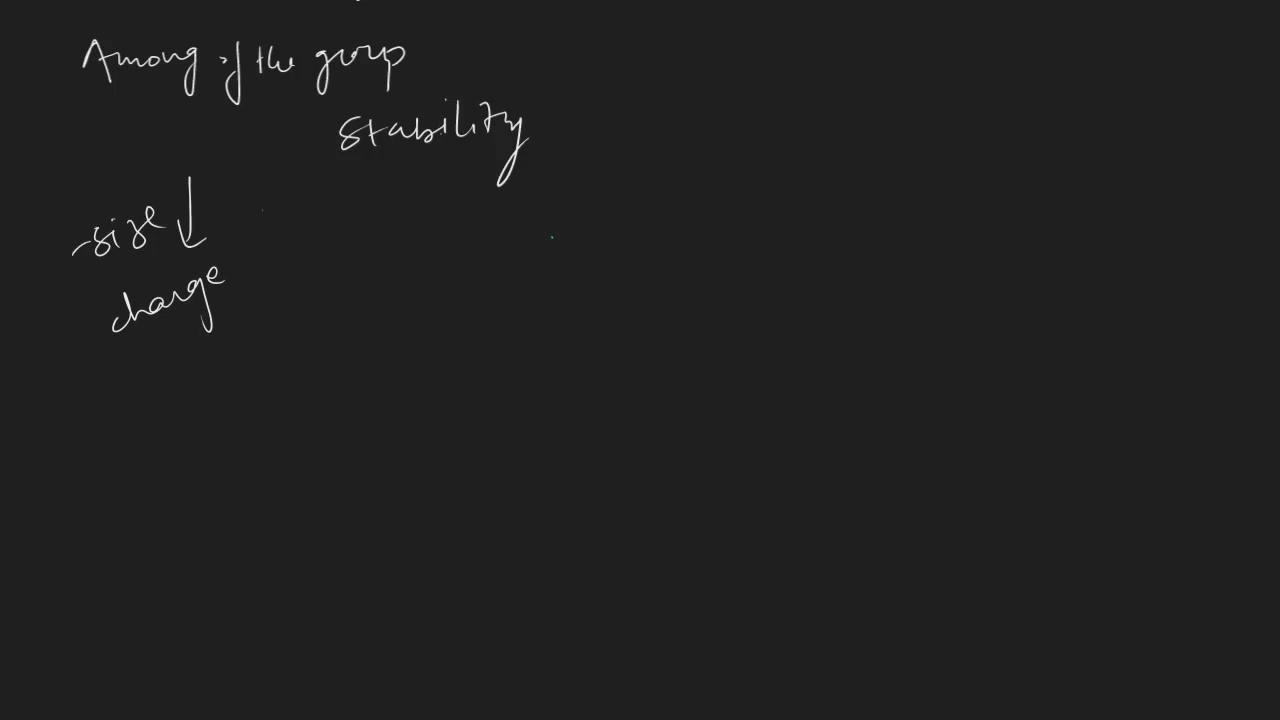 Among of the group
Stability
-size ↓
charge